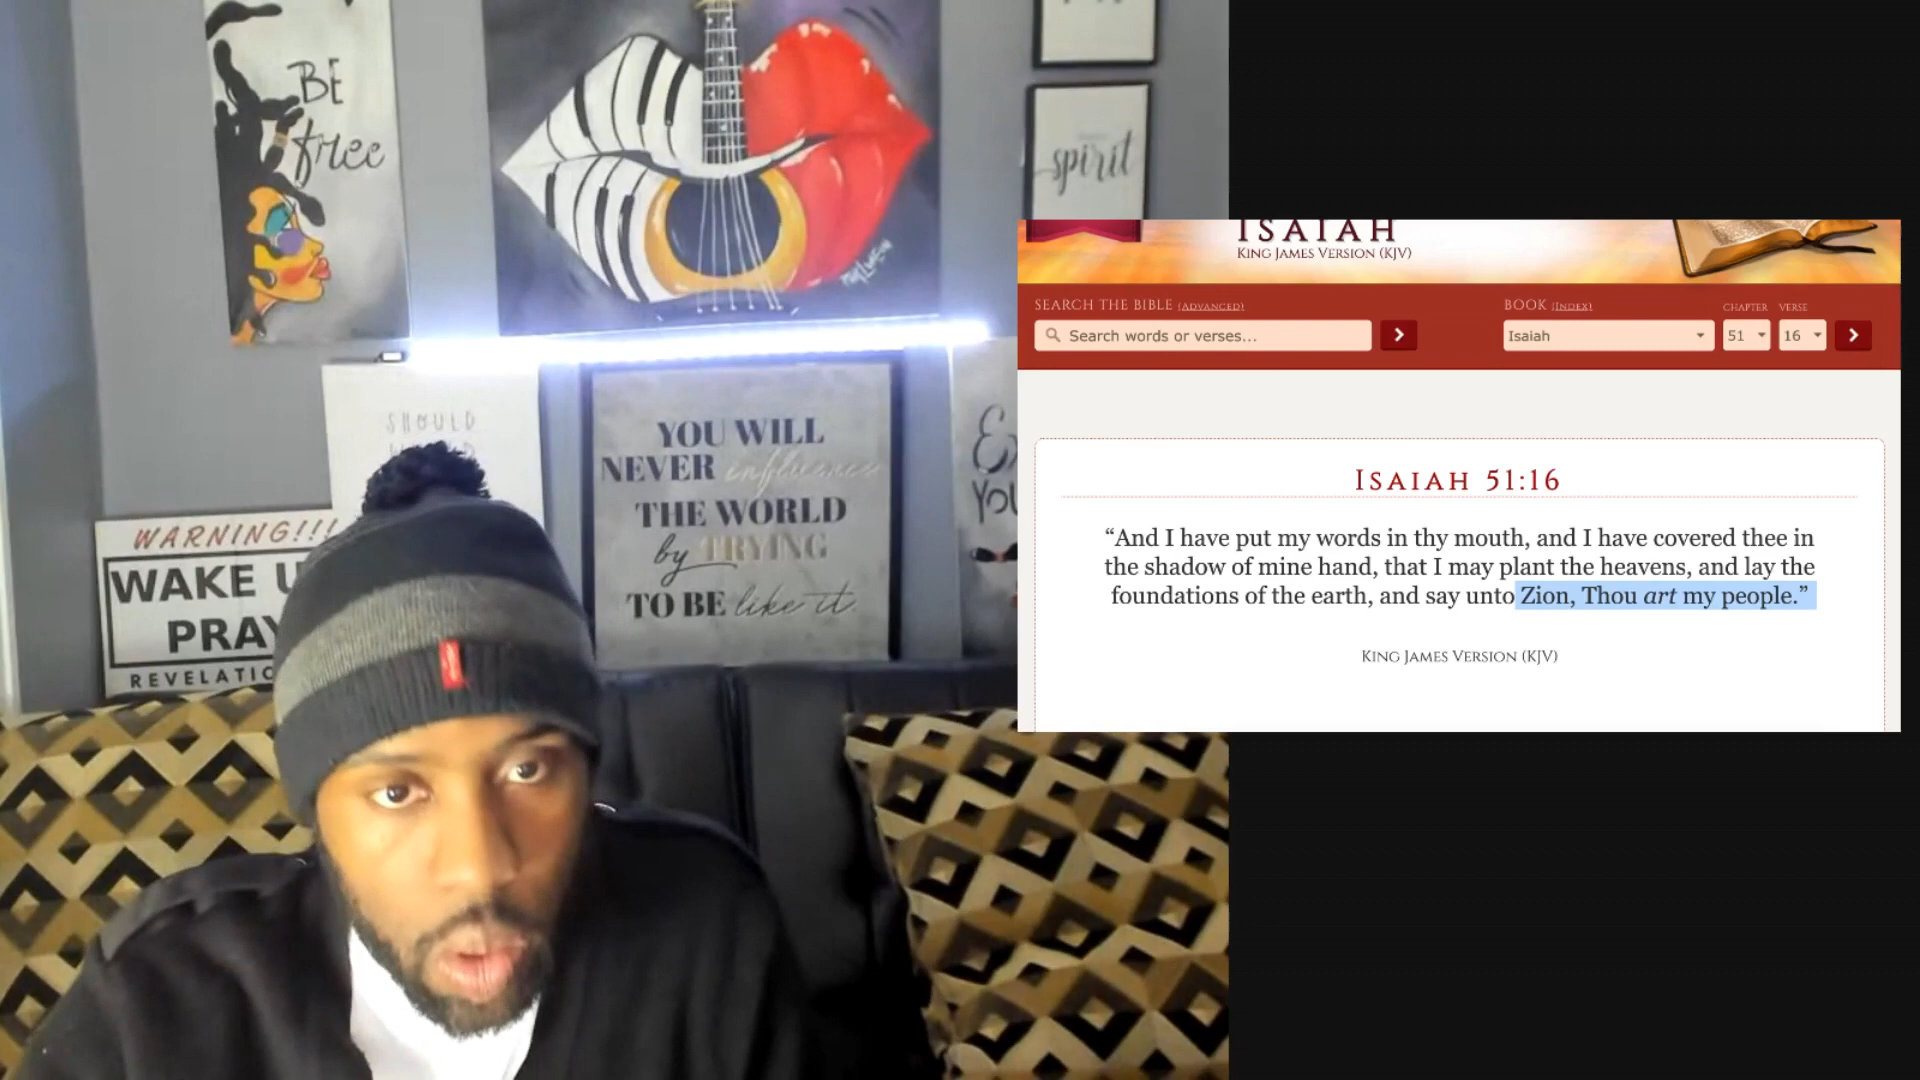 BE
free
spirit
SHOULD
YOU WILL
NEVER influence
THE WORLD
by TRYING
TO BE like it.
WARNING!!!
WAKE U
PRAY
REVELATIO
ISAIAH
KING JAMES VERSION (KJV)
SEARCH THE BIBLE (ADVANCED)
BOOK (INDEX)
CHAPTER
VERSE
Search words or verses...
Isaiah
51
16
ISAIAH 51:16
“And I have put my words in thy mouth, and I have covered thee in
the shadow of mine hand, that I may plant the heavens, and lay the
foundations of the earth, and say unto Zion, Thou art my people.”
KING JAMES VERSION (KJV)